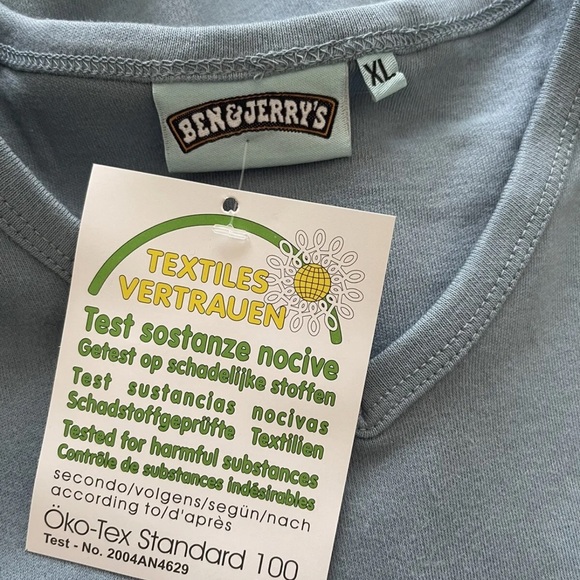 BEN&JERRY'S
XL
TEXTILES
VERTRAUEN
Test sostanze nocive
Getest op schadelijke stoffen
Test sustancias nocivas
Schadstoffgeprüfte Textilien
Tested for harmful substances
Contrôle de substances indésirables
secondo/volgens/segün/nach
according to/d'après
Öko-Tex Standard 100
Test - No. 2004AN4629